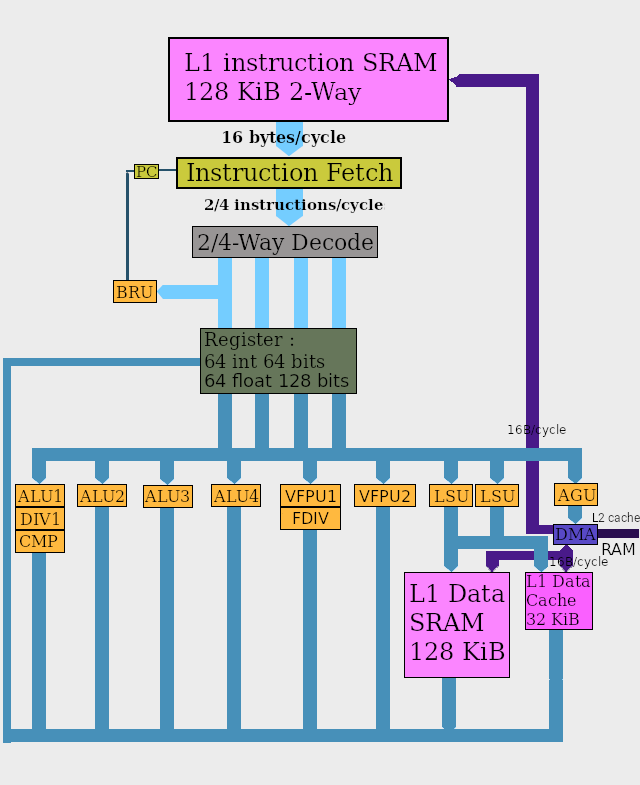 L1 instruction SRAM
128 KiB 2-Way
16 bytes/cycle
PC
Instruction Fetch
2/4 instructions/cycle
2/4-Way Decode
BRU
Register :
64 int 64 bits
64 float 128 bits
16B/cycle
ALU1
ALU2
ALU3
ALU4
VFPU1
VFPU2
LSU
LSU
AGU
DIV1
FDIV
CMP
L2 cache
DMA
RAM
16B/cycle
L1 Data
SRAM
128 KiB
L1 Data
Cache
32 KiB